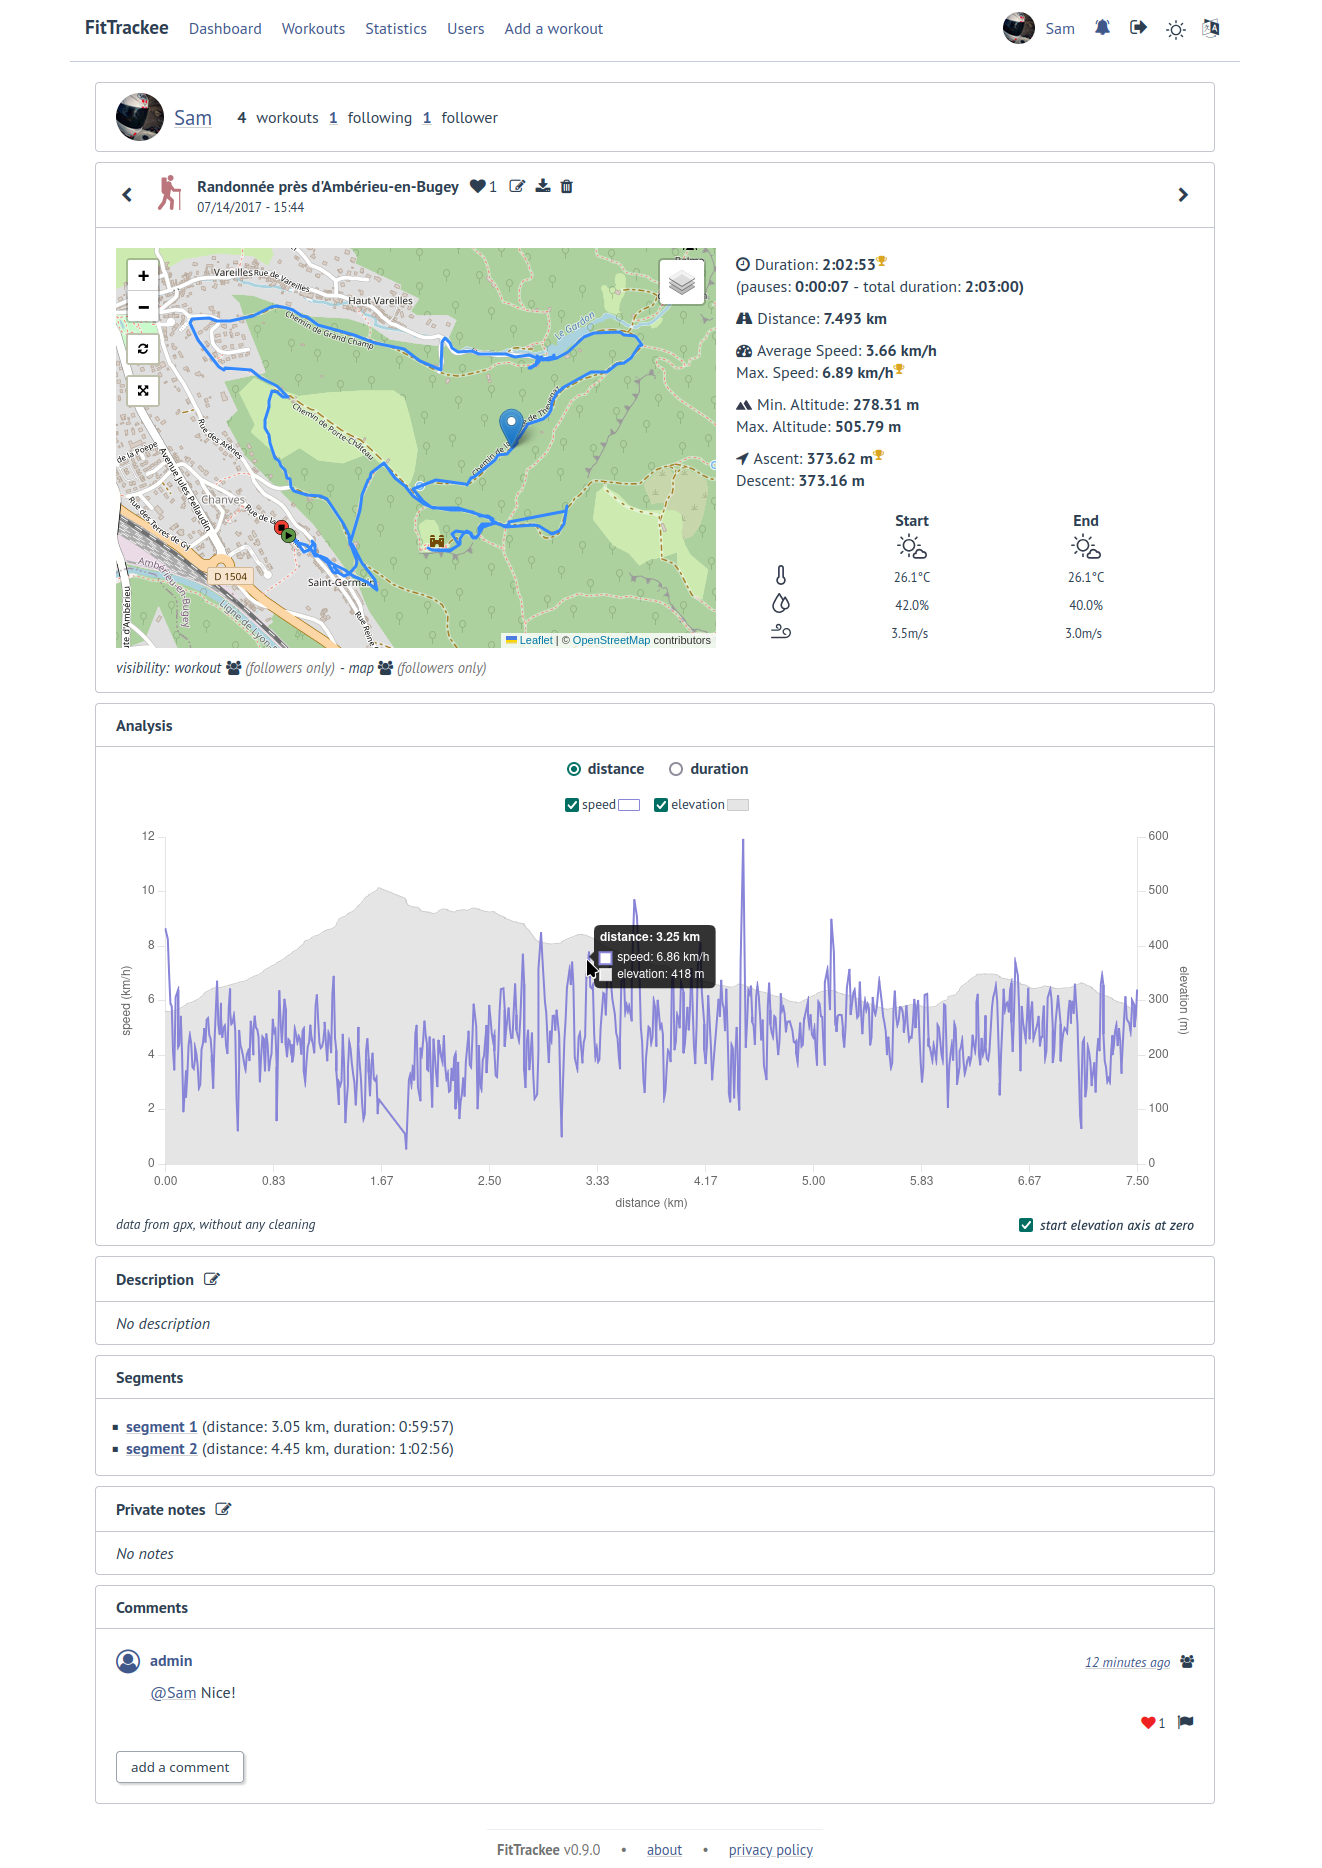 FitTrackee Dashboard Workouts Statistics Users Add a workout Sam
Sam 4 workouts 1 following 1 follower
Randonnée près d'Ambérieu-en-Bugey 1
07/14/2017 - 15:44
+
−
Vareilles
Rue de Vareilles
Haut Vareilles
Chemin de Grand Champ
Le Gardon
Chemin de Porte-Château
Rue des Arènes
de la Poëpe
Avenue Jules Pellaudin
Chanves
Rue des Terres de Gy
Rue de la
Ambérieu-en-Bugey
D 1504
Saint-Germain
Ligne de Lyon-
Rue Reine
Leaflet | © OpenStreetMap contributors
visibility: workout (followers only) - map (followers only)
Duration: 2:02:53
(pauses: 0:00:07 - total duration: 2:03:00)
Distance: 7.493 km
Average Speed: 3.66 km/h
Max. Speed: 6.89 km/h
Min. Altitude: 278.31 m
Max. Altitude: 505.79 m
Ascent: 373.62 m
Descent: 373.16 m
Start End
26.1°C 26.1°C
42.0% 40.0%
3.5m/s 3.0m/s
Analysis
distance duration
speed elevation
12 600
10 500
8 400
6 300
4 200
2 100
0 0
speed (km/h)
elevation (m)
distance: 3.25 km
speed: 6.86 km/h
elevation: 418 m
0.00 0.83 1.67 2.50 3.33 4.17 5.00 5.83 6.67 7.50
distance (km)
data from gpx, without any cleaning start elevation axis at zero
Description
No description
Segments
segment 1 (distance: 3.05 km, duration: 0:59:57)
segment 2 (distance: 4.45 km, duration: 1:02:56)
Private notes
No notes
Comments
admin 12 minutes ago
@Sam Nice!
1
add a comment
FitTrackee v0.9.0 • about • privacy policy